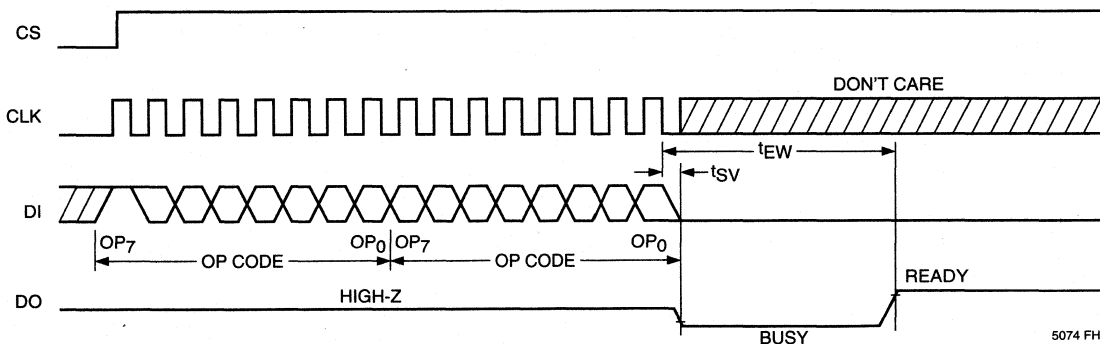 CS
DON'T CARE
CLK
tEW
tSV
DI
OP7 OP0 OP7 OP0
OP CODE OP CODE
READY
DO HIGH-Z
BUSY
5074 FH